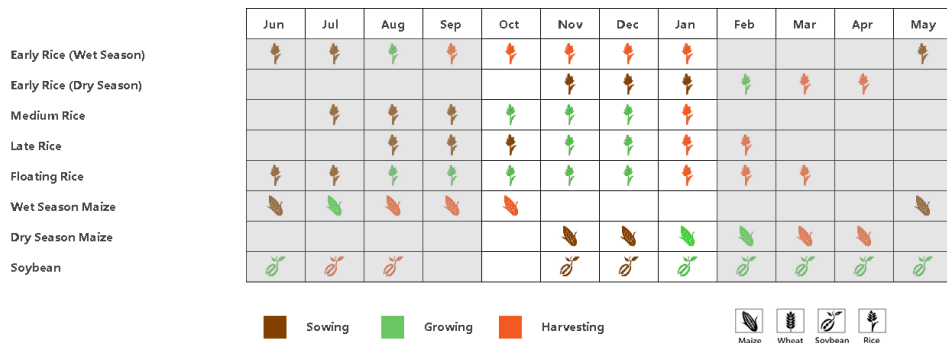 Jun Jul Aug Sep Oct Nov Dec Jan Feb Mar Apr May
Early Rice (Wet Season)
Early Rice (Dry Season)
Medium Rice
Late Rice
Floating Rice
Wet Season Maize
Dry Season Maize
Soybean
Sowing Growing Harvesting
Maize Wheat Soybean Rice